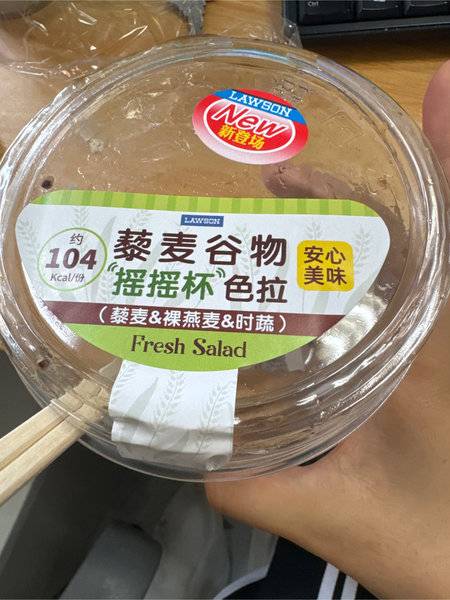 LAWSON
New
新登场
LAWSON
约
104
Kcal/份
藜麦谷物
“摇摇杯”色拉
安心
美味
(藜麦&裸燕麦&时蔬)
Fresh Salad